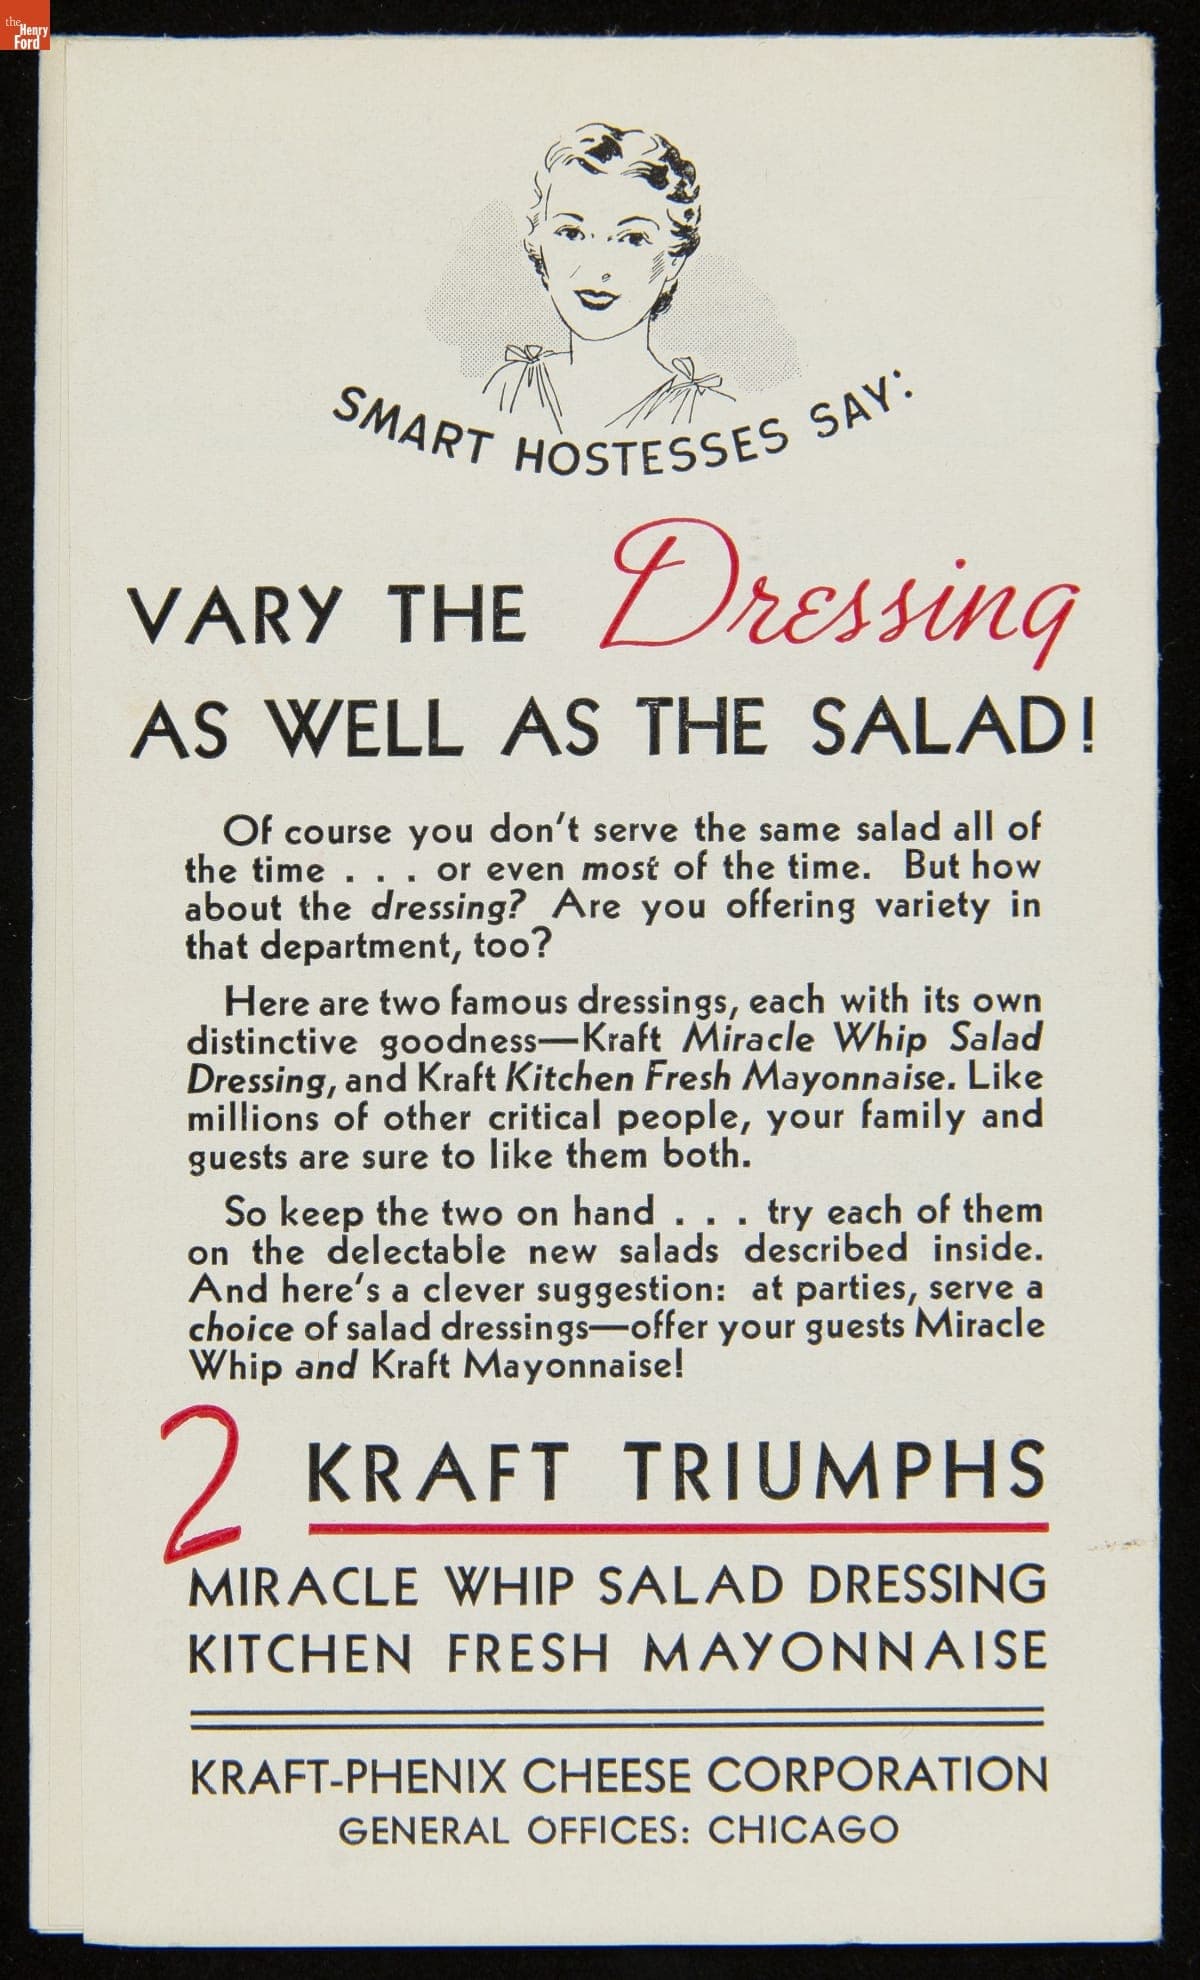 the
Henry
Ford
SMART HOSTESSES SAY:
VARY THE Dressing
AS WELL AS THE SALAD!
Of course you don't serve the same salad all of
the time . . . or even most of the time. But how
about the dressing? Are you offering variety in
that department, too?
Here are two famous dressings, each with its own
distinctive goodness—Kraft Miracle Whip Salad
Dressing, and Kraft Kitchen Fresh Mayonnaise. Like
millions of other critical people, your family and
guests are sure to like them both.
So keep the two on hand . . . try each of them
on the delectable new salads described inside.
And here's a clever suggestion: at parties, serve a
choice of salad dressings—offer your guests Miracle
Whip and Kraft Mayonnaise!
2 KRAFT TRIUMPHS
MIRACLE WHIP SALAD DRESSING
KITCHEN FRESH MAYONNAISE
KRAFT-PHENIX CHEESE CORPORATION
GENERAL OFFICES: CHICAGO